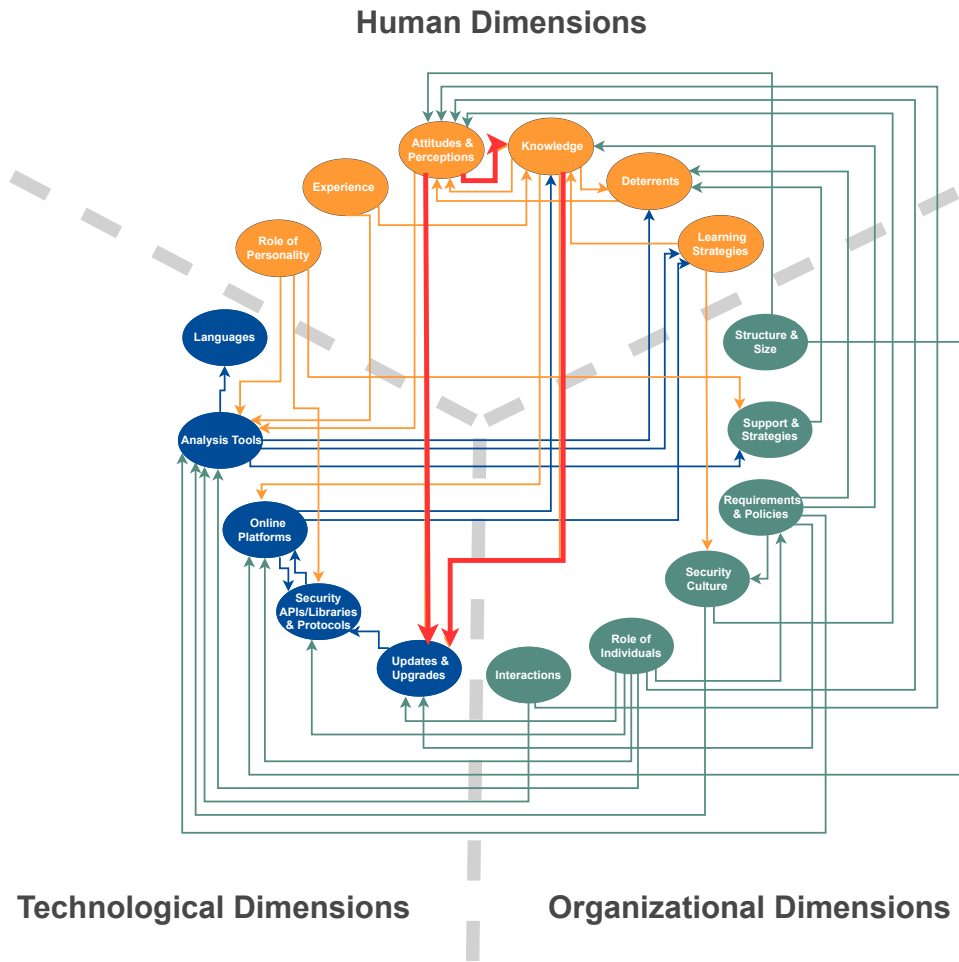 Human Dimensions
Attitudes &
Perceptions
Knowledge
Experience
Deterrents
Role of
Personality
Learning
Strategies
Languages
Structure &
Size
Analysis Tools
Support &
Strategies
Online
Platforms
Requirements
& Policies
Security
APIs/Libraries
& Protocols
Security
Culture
Updates &
Upgrades
Interactions
Role of
Individuals
Technological Dimensions
Organizational Dimensions